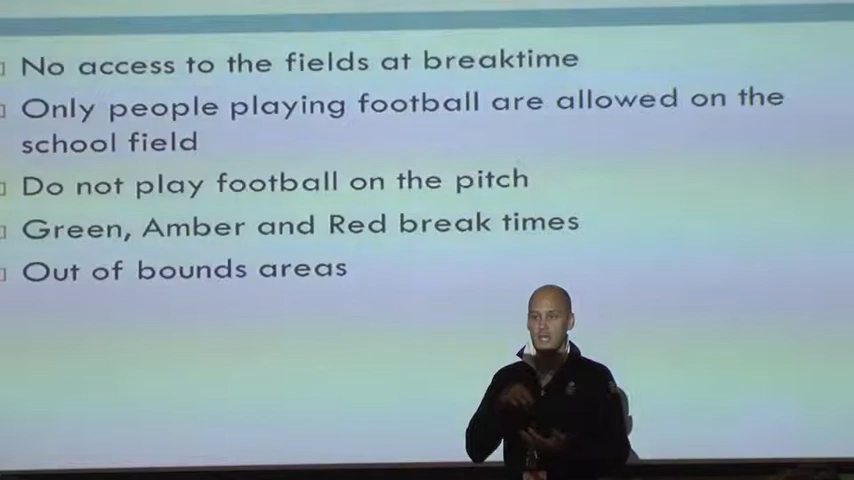 No access to the fields at breaktime
Only people playing football are allowed on the
school field
Do not play football on the pitch
Green, Amber and Red break times
Out of bounds areas